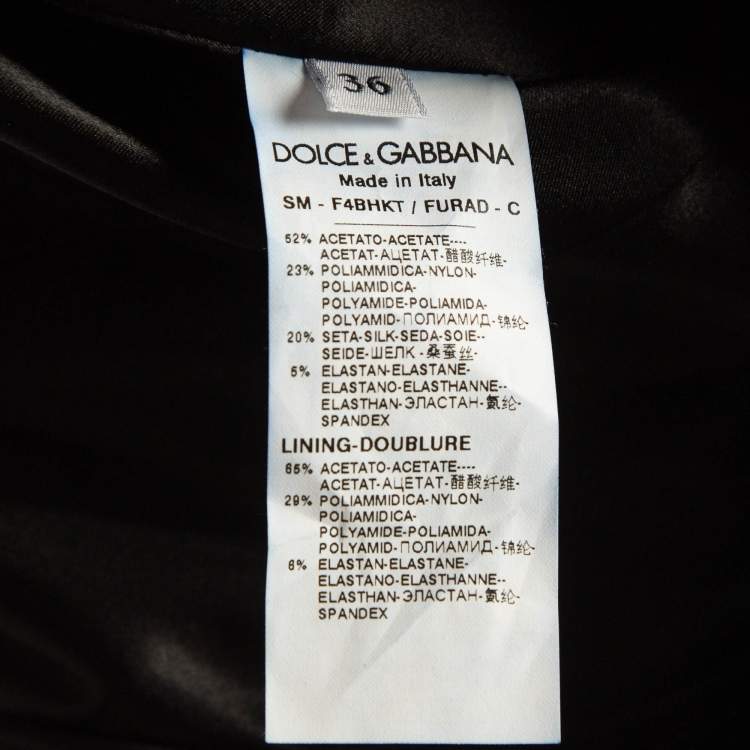 36
DOLCE & GABBANA
Made in Italy
SM - F4BHKT / FURAD - C
52% ACETATO-ACETATE----
ACETAT-АЦЕТАТ-醋酸纤维-
23% POLIAMMIDICA-NYLON-
POLIAMIDICA-
POLYAMIDE-POLIAMIDA-
POLYAMID-ПОЛИАМИД-锦纶-
20% SETA-SILK-SEDA-SOIE--
SEIDE-ШЕЛК-桑蚕丝-
5% ELASTAN-ELASTANE-
ELASTANO-ELASTHANNE--
ELASTHAN-ЭЛАСТАН-氨纶-
SPANDEX
LINING-DOUBLURE
65% ACETATO-ACETATE----
ACETAT-АЦЕТАТ-醋酸纤维-
29% POLIAMMIDICA-NYLON-
POLIAMIDICA-
POLYAMIDE-POLIAMIDA-
POLYAMID-ПОЛИАМИД-锦纶-
6% ELASTAN-ELASTANE-
ELASTANO-ELASTHANNE--
ELASTHAN-ЭЛАСТАН-氨纶-
SPANDEX